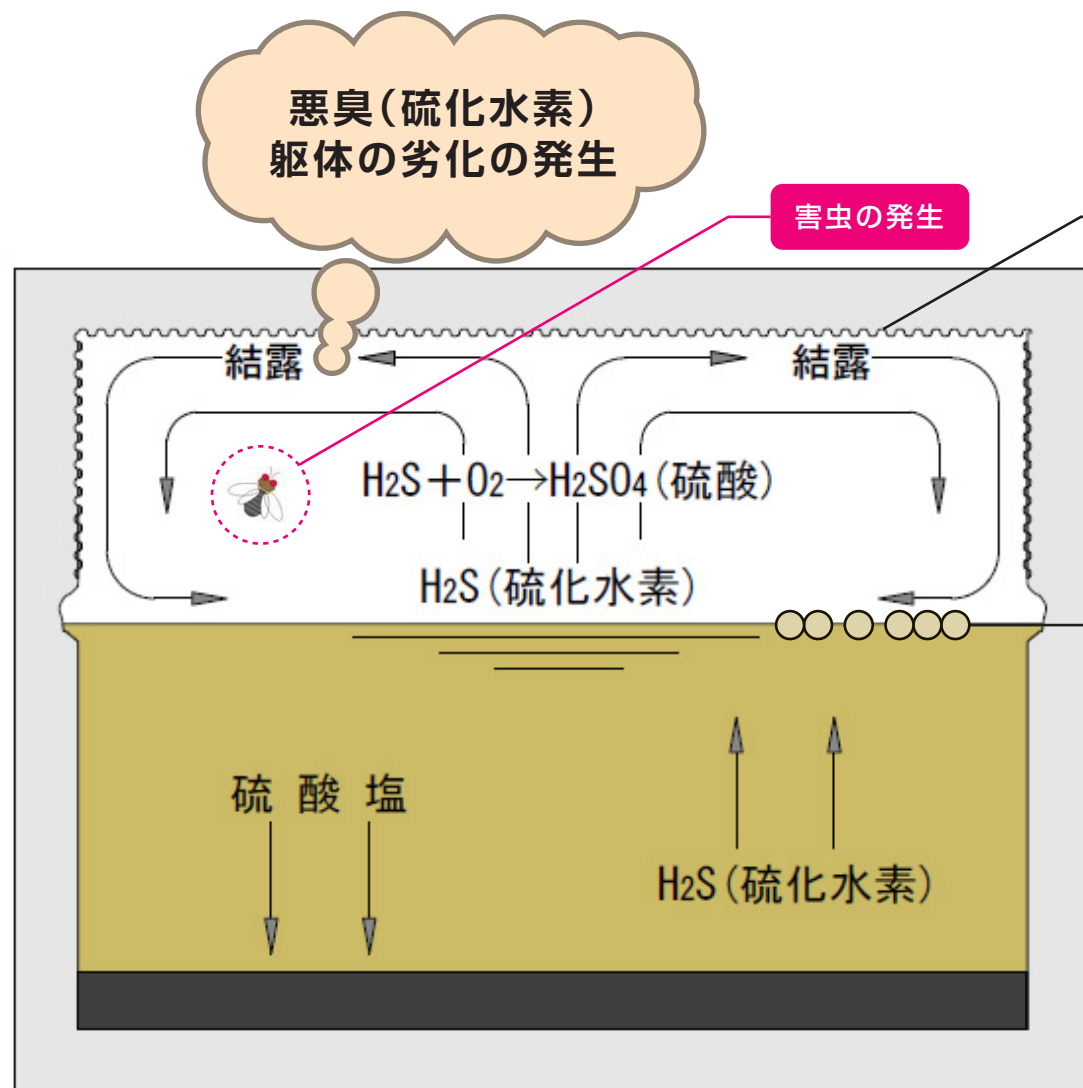 悪臭（硫化水素）
躯体の劣化の発生
害虫の発生
結露
結露
H2S＋O2→H2SO4（硫酸）
H2S（硫化水素）
硫酸塩
H2S（硫化水素）